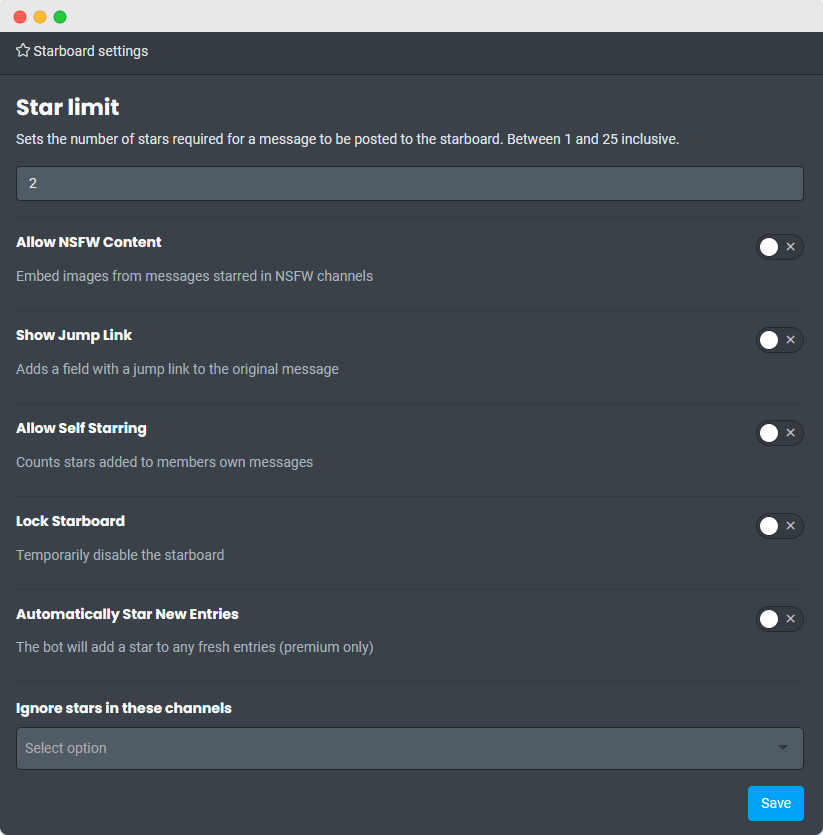 Starboard settings
Star limit
Sets the number of stars required for a message to be posted to the starboard. Between 1 and 25 inclusive.
2
Allow NSFW Content
Embed images from messages starred in NSFW channels
Show Jump Link
Adds a field with a jump link to the original message
Allow Self Starring
Counts stars added to members own messages
Lock Starboard
Temporarily disable the starboard
Automatically Star New Entries
The bot will add a star to any fresh entries (premium only)
Ignore stars in these channels
Select option
Save